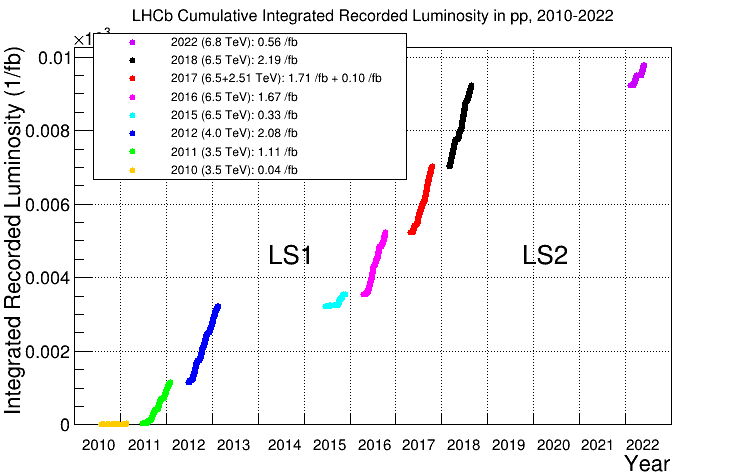 LHCb Cumulative Integrated Recorded Luminosity in pp, 2010-2022
Integrated Recorded Luminosity (1/fb)
0.01
0.008
0.006
0.004
0.002
0
2022 (6.8 TeV): 0.56 /fb
2018 (6.5 TeV): 2.19 /fb
2017 (6.5+2.51 TeV): 1.71 /fb + 0.10 /fb
2016 (6.5 TeV): 1.67 /fb
2015 (6.5 TeV): 0.33 /fb
2012 (4.0 TeV): 2.08 /fb
2011 (3.5 TeV): 1.11 /fb
2010 (3.5 TeV): 0.04 /fb
LS1 LS2
2010 2011 2012 2013 2014 2015 2016 2017 2018 2019 2020 2021 2022
Year